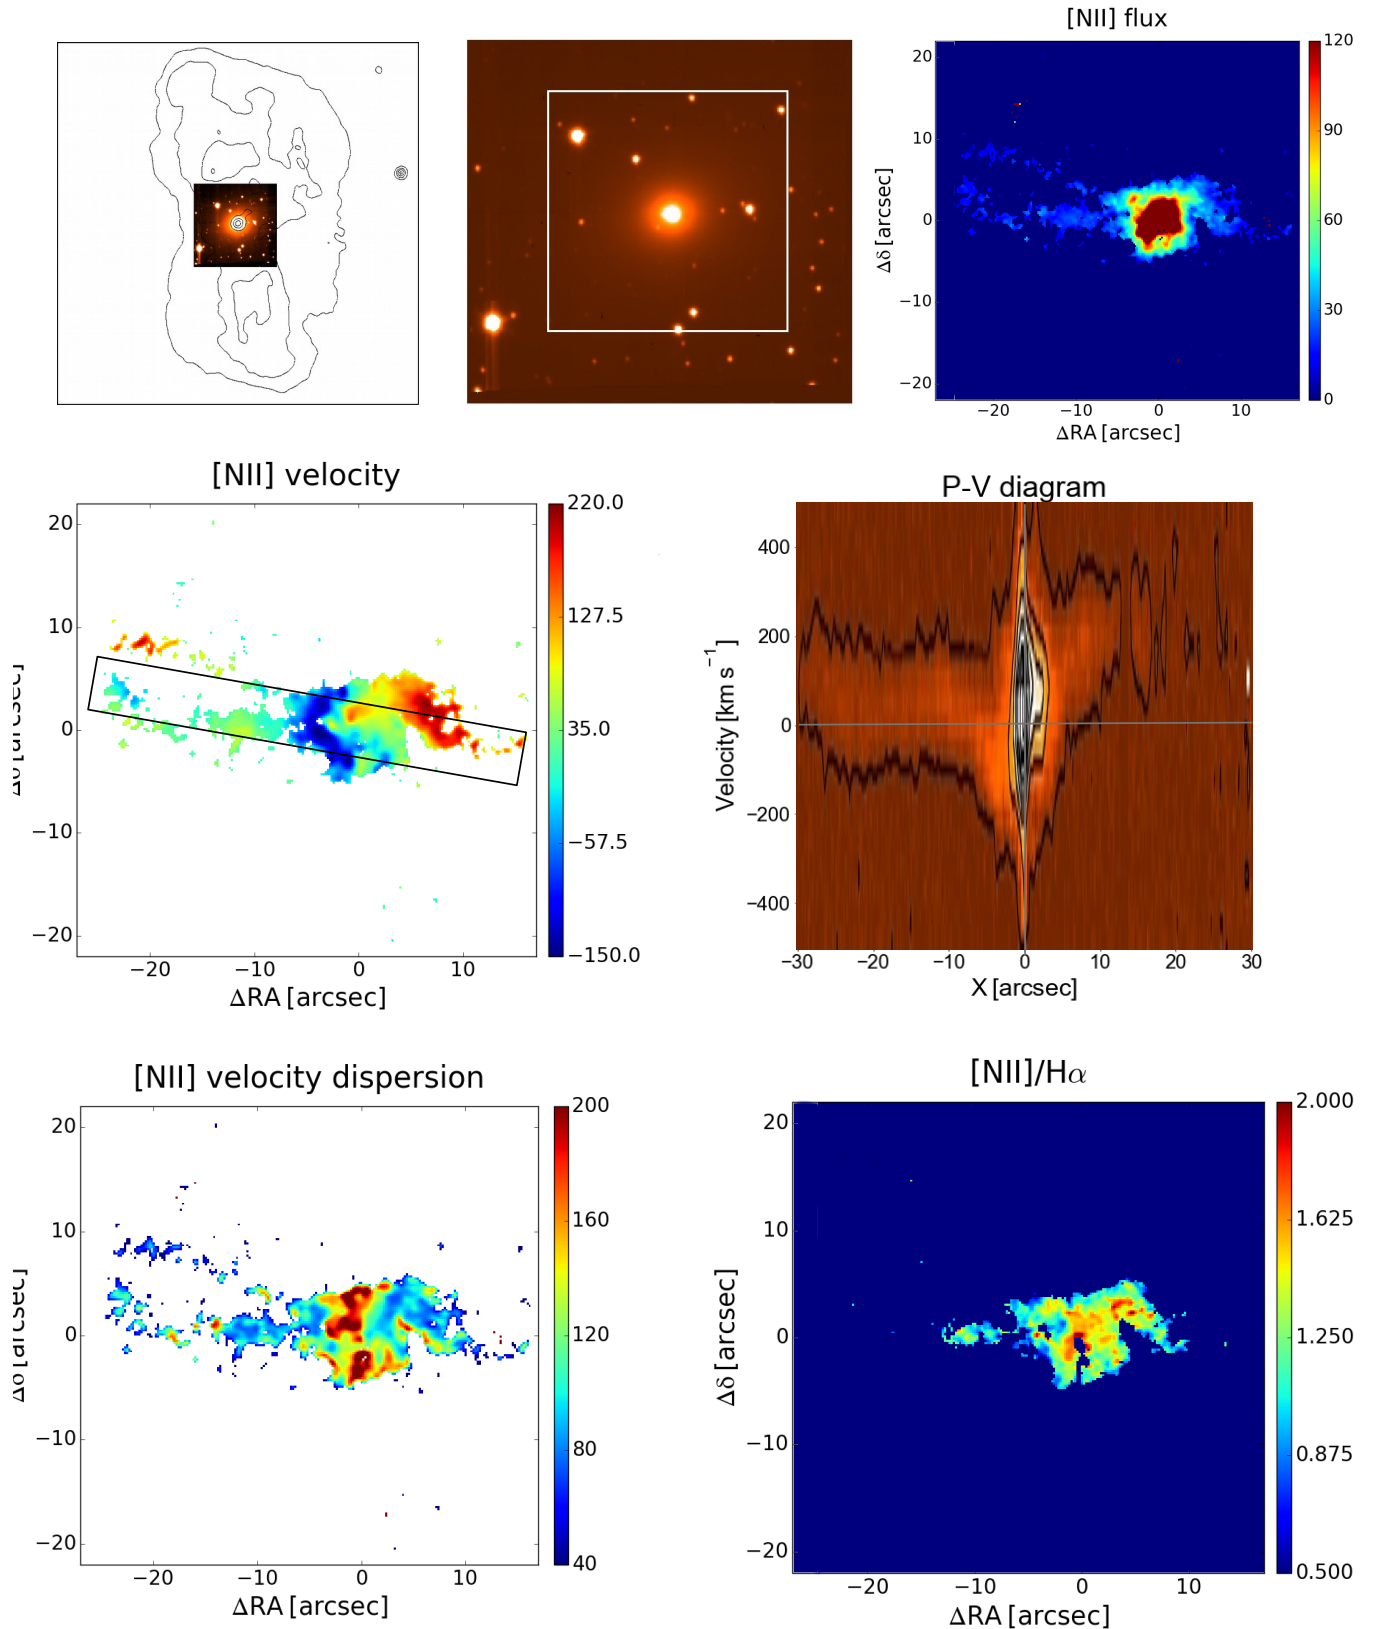 [NII] flux
20
10
0
−10
−20
Δδ [arcsec]
−20 −10 0 10
ΔRA [arcsec]
120
90
60
30
0
[NII] velocity
20
10
0
−10
−20
−20 −10 0 10
ΔRA [arcsec]
220.0
127.5
35.0
−57.5
−150.0
P-V diagram
400
200
0
−200
−400
Velocity [km s⁻¹]
−30 −20 −10 0 10 20 30
X [arcsec]
[NII] velocity dispersion
20
10
0
−10
−20
Δδ [arcsec]
−20 −10 0 10
ΔRA [arcsec]
200
160
120
80
40
[NII]/Hα
20
10
0
−10
−20
Δδ [arcsec]
−20 −10 0 10
ΔRA [arcsec]
2.000
1.625
1.250
0.875
0.500